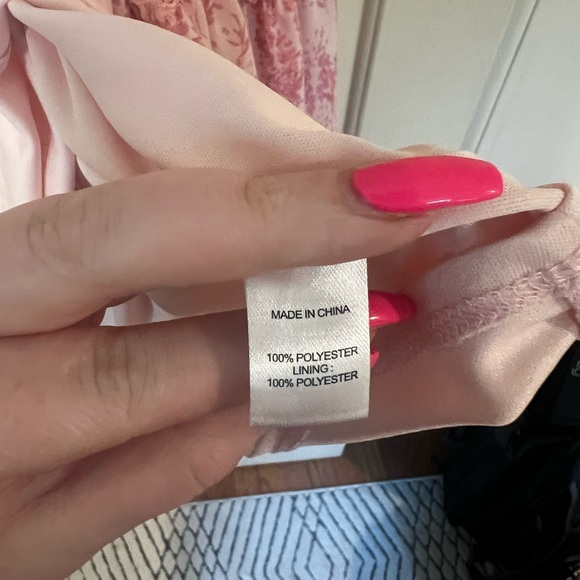 MADE IN CHINA
100% POLYESTER
LINING :
100% POLYESTER